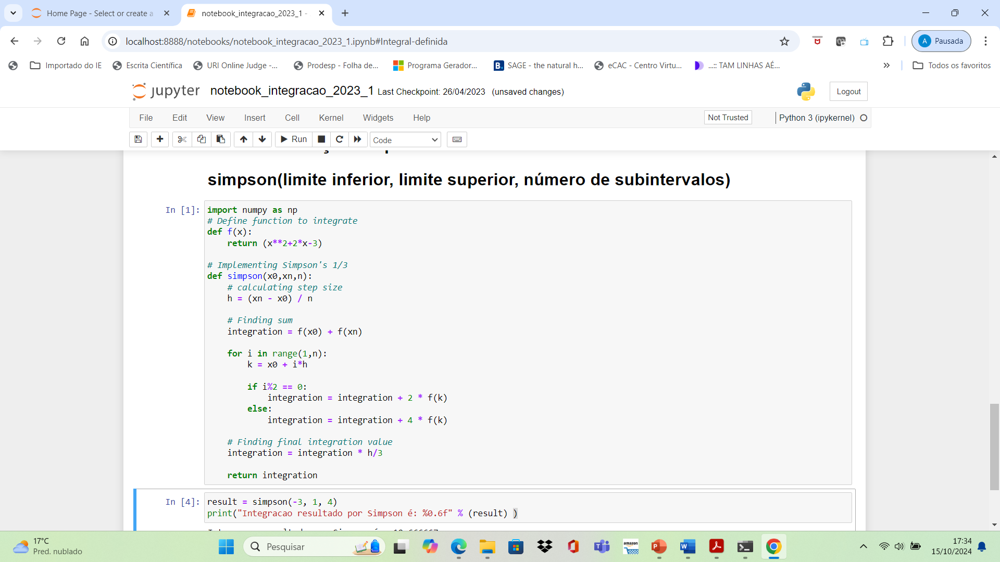 Home Page - Select or create a
notebook_integracao_2023_1 -
localhost:8888/notebooks/notebook_integracao_2023_1.ipynb#Integral-definida
A Pausada
Importado do IE
Escrita Científica
URI Online Judge -...
Prodesp - Folha de...
Programa Gerador...
B. SAGE - the natural h...
eCAC - Centro Virtu...
...:: TAM LINHAS AÉ...
Todos os favoritos
jupyter notebook_integracao_2023_1 Last Checkpoint: 26/04/2023 (unsaved changes)
Logout
File Edit View Insert Cell Kernel Widgets Help
Not Trusted
Python 3 (ipykernel)
Run
Code
simpson(limite inferior, limite superior, número de subintervalos)
In [1]: import numpy as np
# Define function to integrate
def f(x):
    return (x**2+2*x-3)
# Implementing Simpson's 1/3
def simpson(x0,xn,n):
    # calculating step size
    h = (xn - x0) / n
    # Finding sum
    integration = f(x0) + f(xn)
    for i in range(1,n):
        k = x0 + i*h
        if i%2 == 0:
            integration = integration + 2 * f(k)
        else:
            integration = integration + 4 * f(k)
    # Finding final integration value
    integration = integration * h/3
    return integration
In [4]: result = simpson(-3, 1, 4)
print("Integracao resultado por Simpson é: %0.6f" % (result) )
17°C
Pred. nublado
Pesquisar
amazon
17:34
15/10/2024